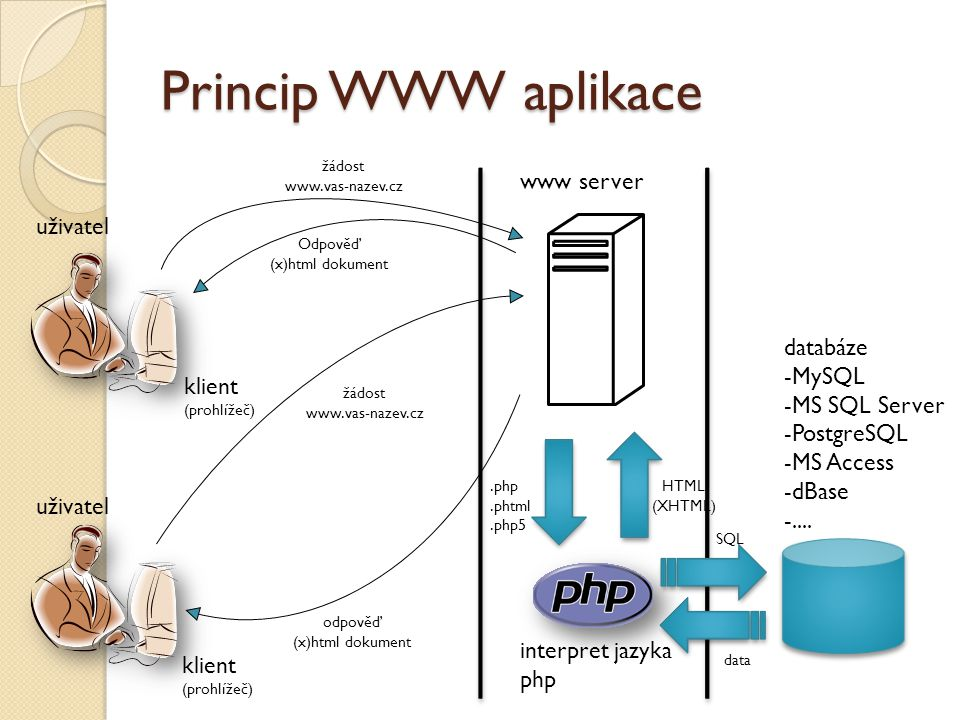 Princip WWW aplikace
žádost
www.vas-nazev.cz
www server
uživatel
Odpověď
(x)html dokument
klient
(prohlížeč)
žádost
www.vas-nazev.cz
databáze
-MySQL
-MS SQL Server
-PostgreSQL
-MS Access
-dBase
-....
.php
.phtml
.php5
HTML
(XHTML)
uživatel
SQL
php
odpověď
(x)html dokument
interpret jazyka
php
data
klient
(prohlížeč)